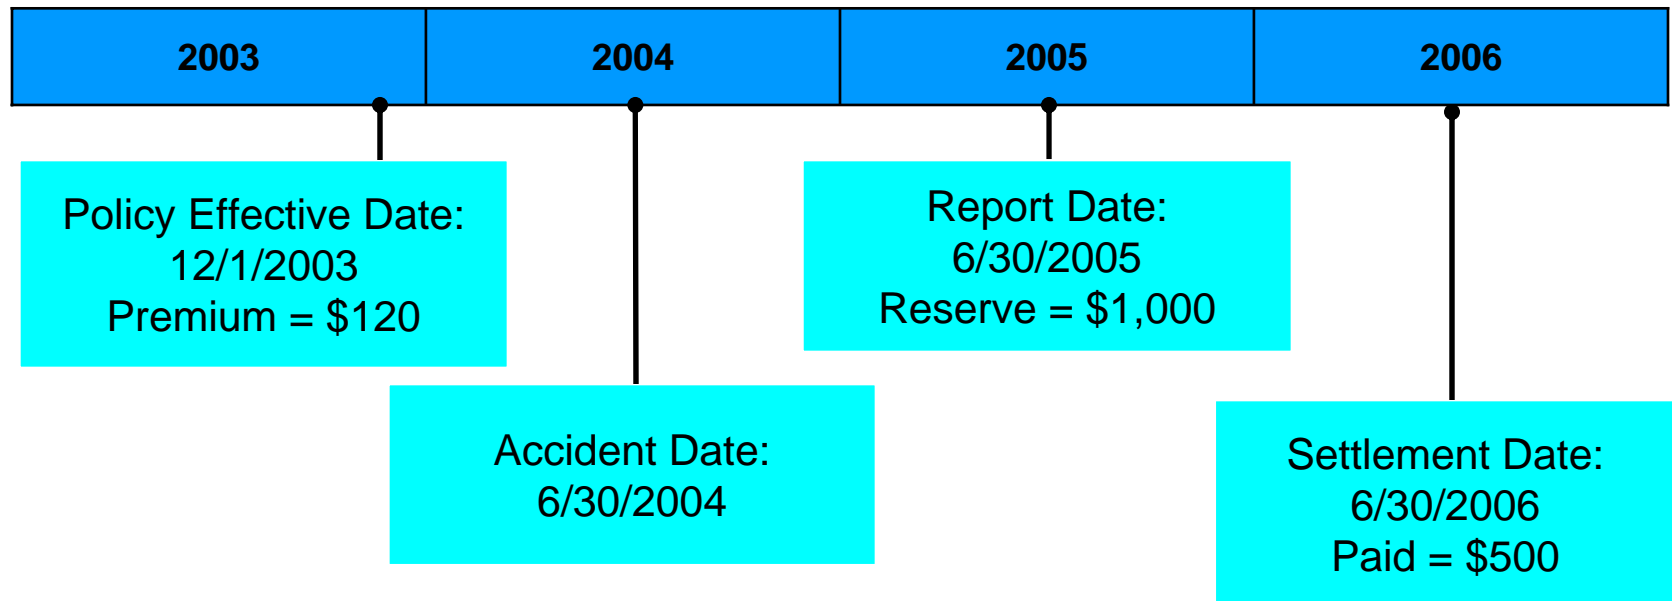 2003
2004
2005
2006
Policy Effective Date:
12/1/2003
Premium = $120
Accident Date:
6/30/2004
Report Date:
6/30/2005
Reserve = $1,000
Settlement Date:
6/30/2006
Paid = $500